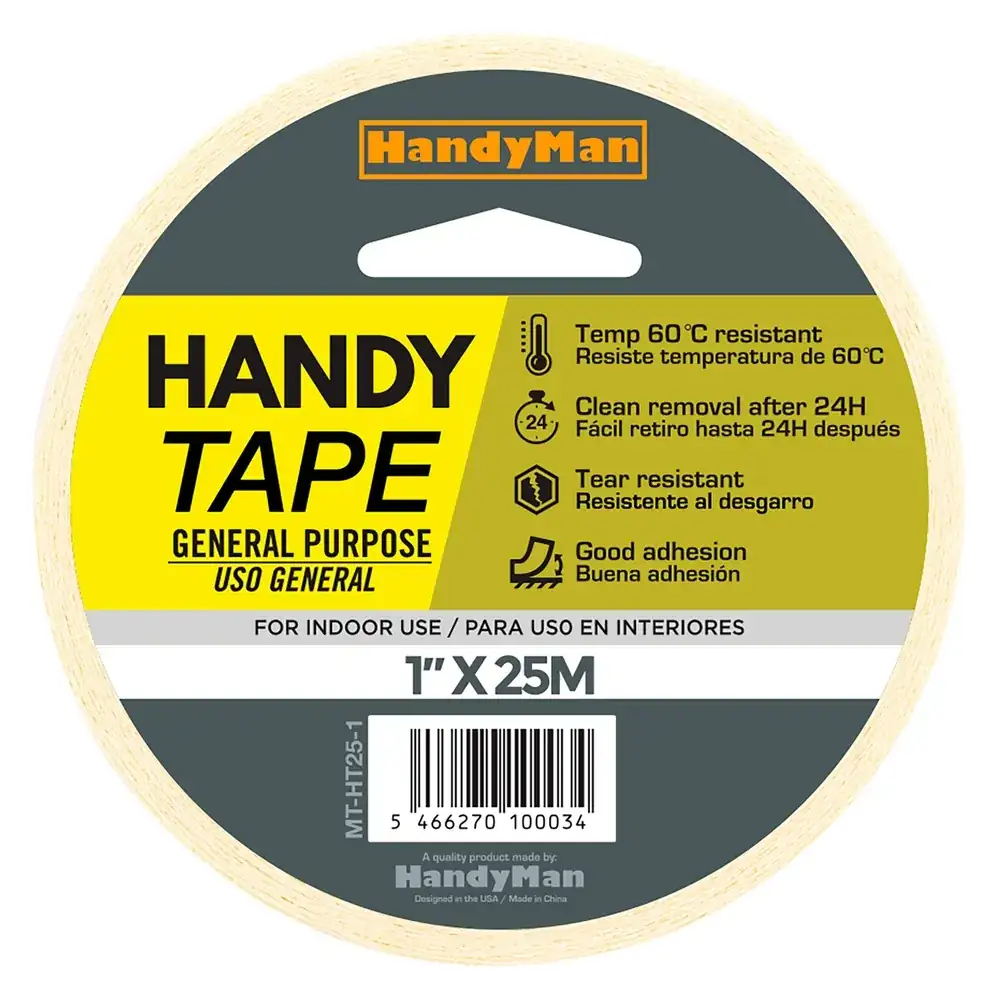 HandyMan
HANDY
TAPE
GENERAL PURPOSE
USO GENERAL
Temp 60°C resistant
Resiste temperatura de 60°C
24
Clean removal after 24H
Fácil retiro hasta 24H después
Tear resistant
Resistente al desgarro
Good adhesion
Buena adhesión
FOR INDOOR USE / PARA USO EN INTERIORES
1" X 25M
MT-HT25-1
5 466270 100034
A quality product made by:
HandyMan
Designed in the USA / Made in China